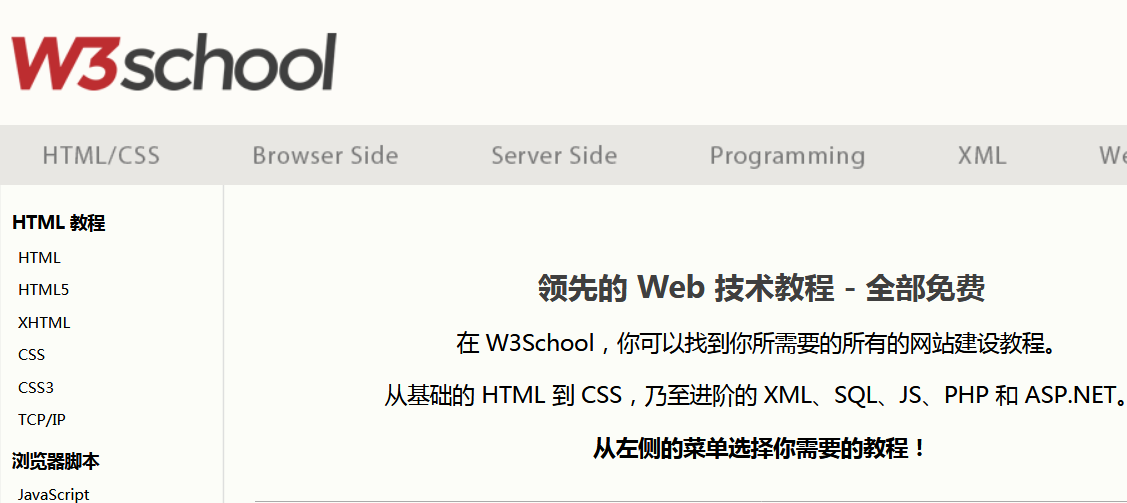 W3school
HTML/CSS Browser Side Server Side Programming XML
HTML 教程
HTML
HTML5
XHTML
CSS
CSS3
TCP/IP
浏览器脚本
JavaScript
领先的 Web 技术教程 - 全部免费
在 W3School，你可以找到你所需要的所有的网站建设教程。
从基础的 HTML 到 CSS，乃至进阶的 XML、SQL、JS、PHP 和 ASP.NET。
从左侧的菜单选择你需要的教程！